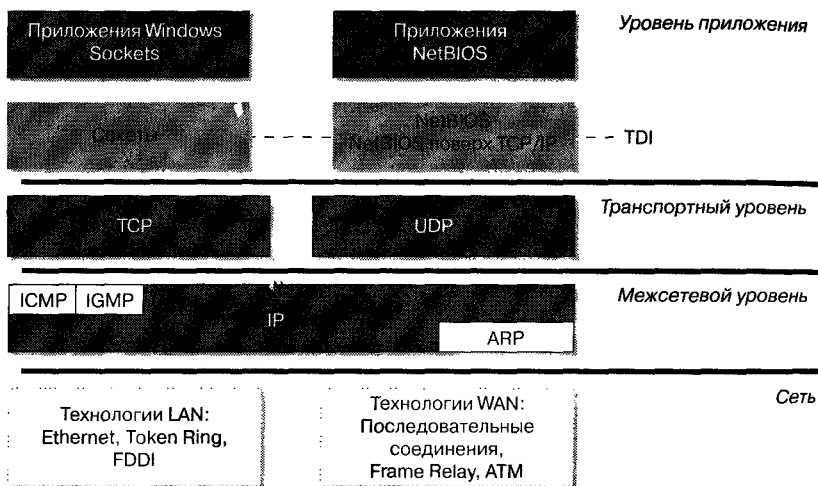 Приложения Windows
Sockets
Приложения
NetBIOS
Уровень приложения
Сокеты
NetBIOS
NetBIOS поверх TCP/IP
TDI
TCP
UDP
Транспортный уровень
ICMP
IGMP
IP
ARP
Межсетевой уровень
Сеть
Технологии LAN:
Ethernet, Token Ring,
FDDI
Технологии WAN:
Последовательные
соединения,
Frame Relay, ATM